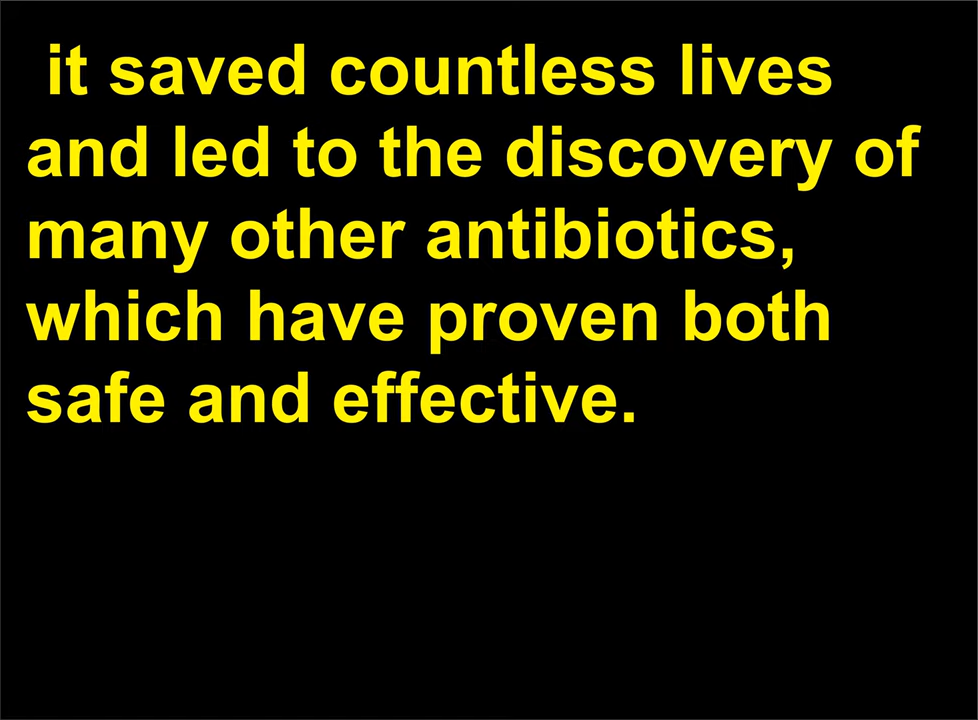 it saved countless lives
and led to the discovery of
many other antibiotics,
which have proven both
safe and effective.